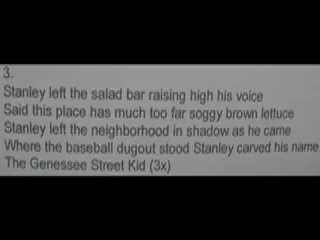 3.
Stanley left the salad bar raising high his voice
Said this place has much too far soggy brown lettuce
Stanley left the neighborhood in shadow as he came
Where the baseball dugout stood Stanley carved his name
The Genessee Street Kid (3x)